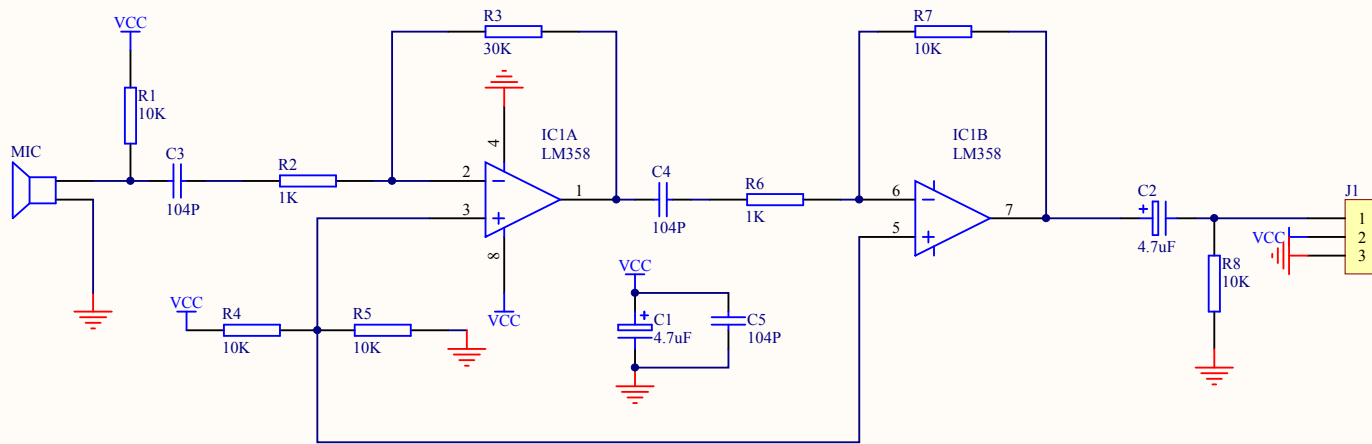 VCC
R1
10K
MIC
C3
104P
R2
1K
R3
30K
4
IC1A
LM358
2
3
1
8
VCC
VCC
R4
10K
R5
10K
C4
104P
R6
1K
R7
10K
IC1B
LM358
6
5
7
VCC
C1
4.7uF
C5
104P
C2
4.7uF
R8
10K
J1
VCC
1
2
3